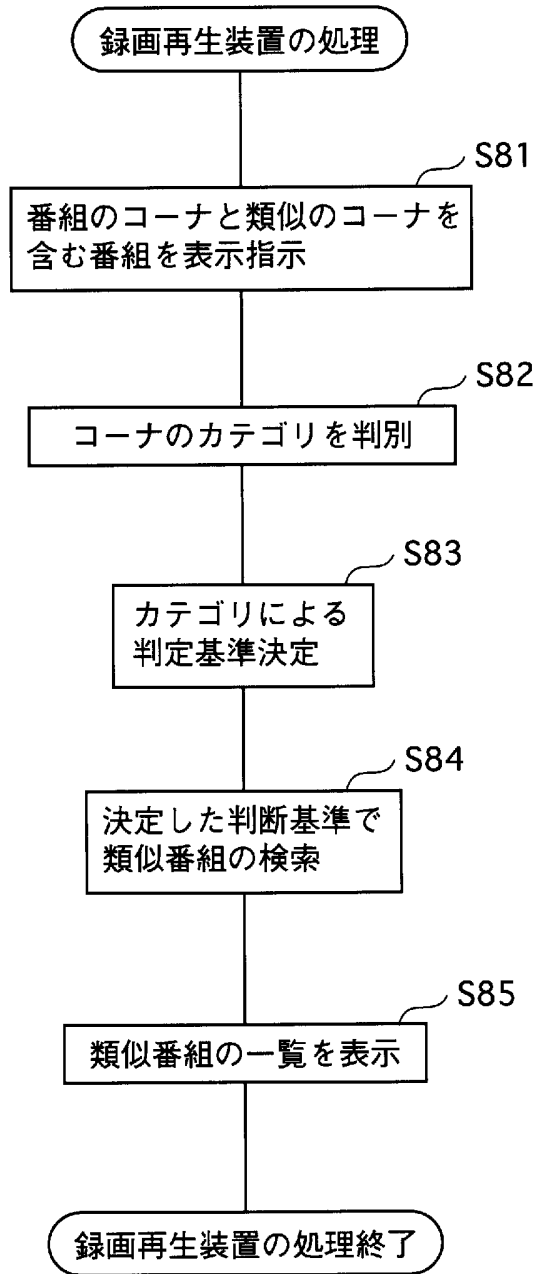 録画再生装置の処理
S81
番組のコーナと類似のコーナを
含む番組を表示指示
S82
コーナのカテゴリを判別
S83
カテゴリによる
判定基準決定
S84
決定した判断基準で
類似番組の検索
S85
類似番組の一覧を表示
録画再生装置の処理終了